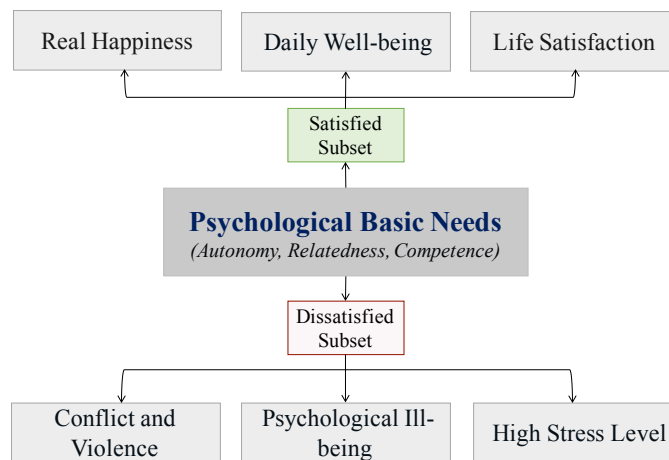 Real Happiness
Daily Well-being
Life Satisfaction
Satisfied
Subset
Psychological Basic Needs
(Autonomy, Relatedness, Competence)
Dissatisfied
Subset
Conflict and
Violence
Psychological Ill-
being
High Stress Level